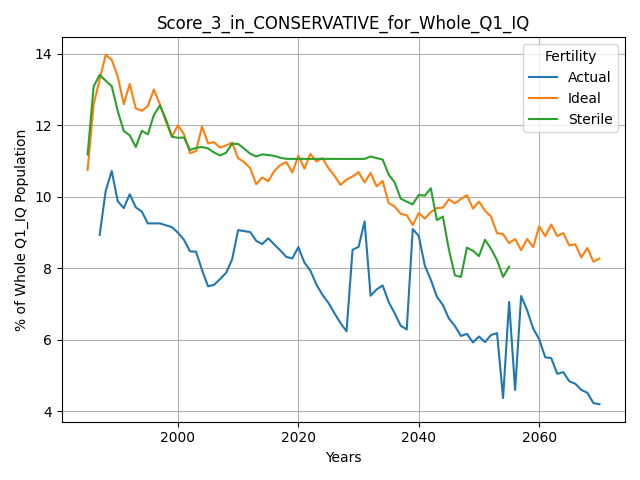 Score_3_in_CONSERVATIVE_for_Whole_Q1_IQ
Fertility
Actual
Ideal
Sterile
% of Whole Q1_IQ Population
14
12
10
8
6
4
2000
2020
2040
2060
Years